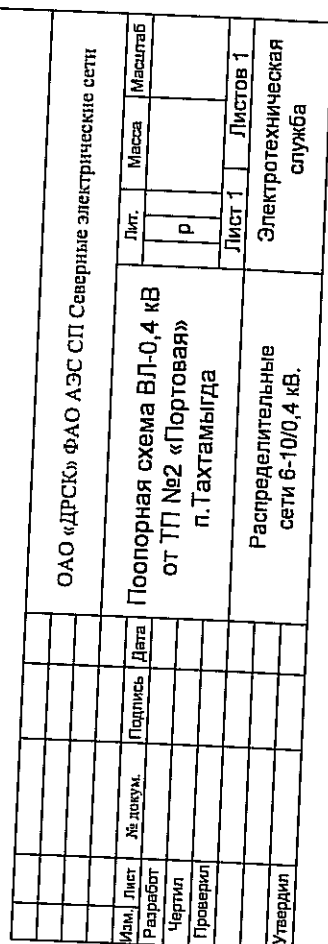 ОАО «ДРСК» ФАО АЭС СП Северные электрические сети
Изм. Лист № докум. Подпись Дата
Разработ
Чертил
Проверил
Утвердил
Поопорная схема ВЛ-0,4 кВ
от ТП №2 «Портовая»
п.Тахтамыгда
Лит. Масса Масштаб
р
Лист 1 Листов 1
Распределительные
сети 6-10/0,4 кВ.
Электротехническая
служба